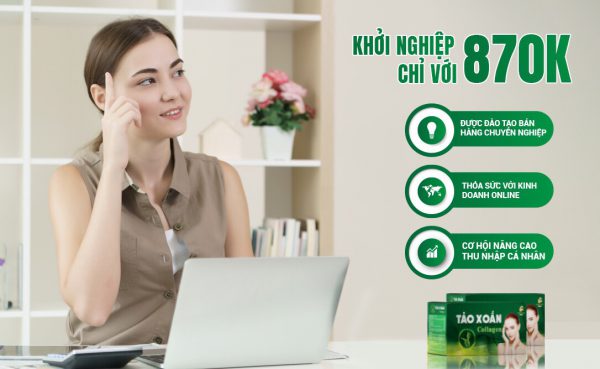 KHỞI NGHIỆP
CHỈ VỚI
870K
ĐƯỢC ĐÀO TẠO BÁN
HÀNG CHUYÊN NGHIỆP
THỎA SỨC VỚI KINH
DOANH ONLINE
CƠ HỘI NÂNG CAO
THU NHẬP CÁ NHÂN
TẢO XOẮN
Collagen